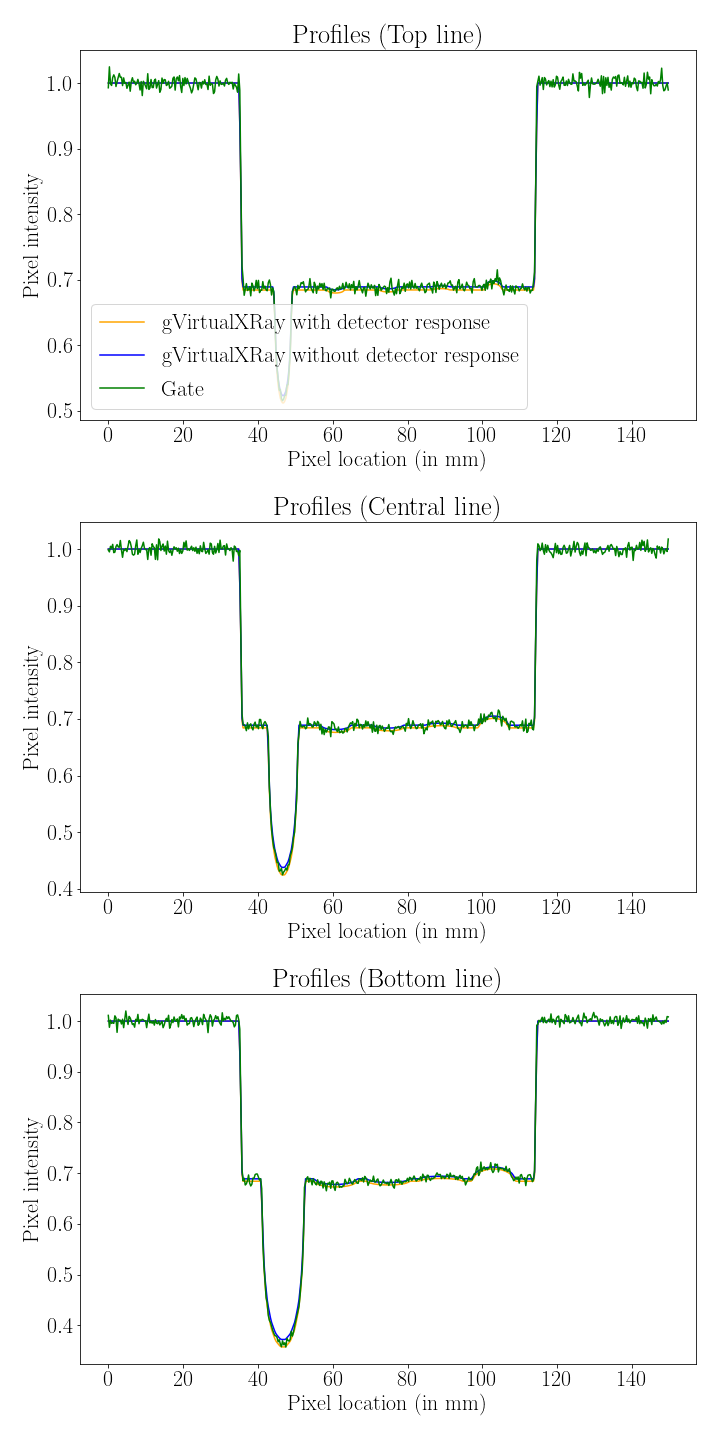 Profiles (Top line)
1.0
0.9
0.8
0.7
0.6
0.5
Pixel intensity
gVirtualXRay with detector response
gVirtualXRay without detector response
Gate
0 20 40 60 80 100 120 140
Pixel location (in mm)
Profiles (Central line)
1.0
0.9
0.8
0.7
0.6
0.5
0.4
Pixel intensity
0 20 40 60 80 100 120 140
Pixel location (in mm)
Profiles (Bottom line)
1.0
0.9
0.8
0.7
0.6
0.5
0.4
Pixel intensity
0 20 40 60 80 100 120 140
Pixel location (in mm)